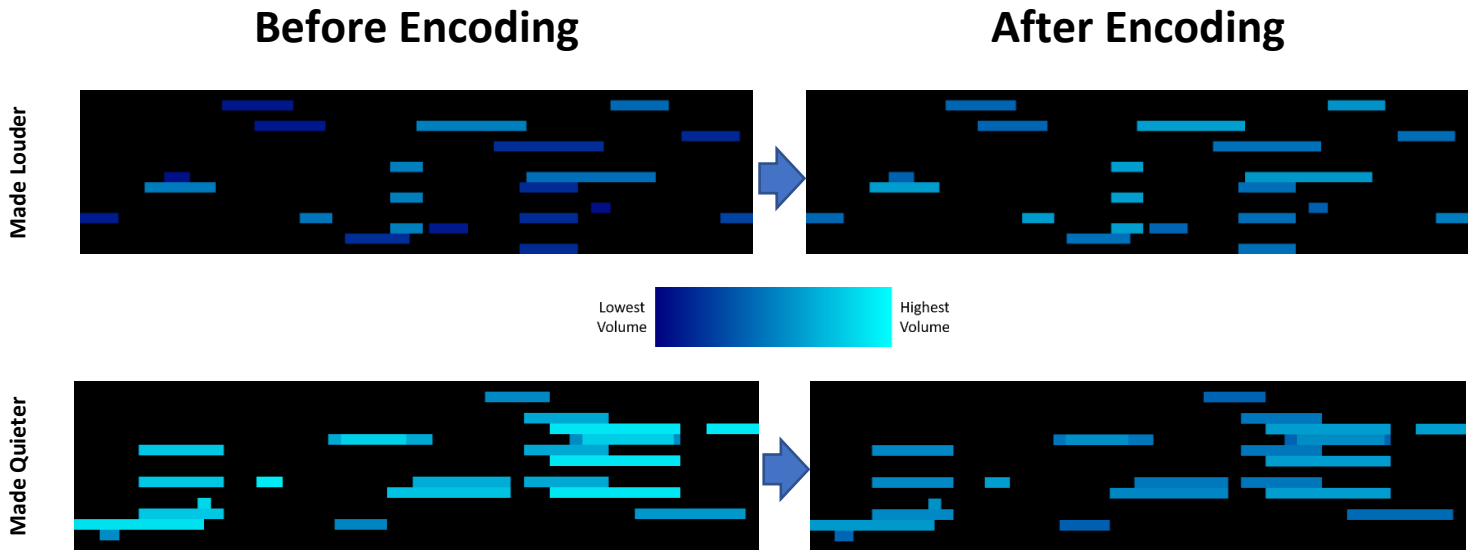 Before Encoding
After Encoding
Made Louder
Lowest
Volume
Highest
Volume
Made Quieter